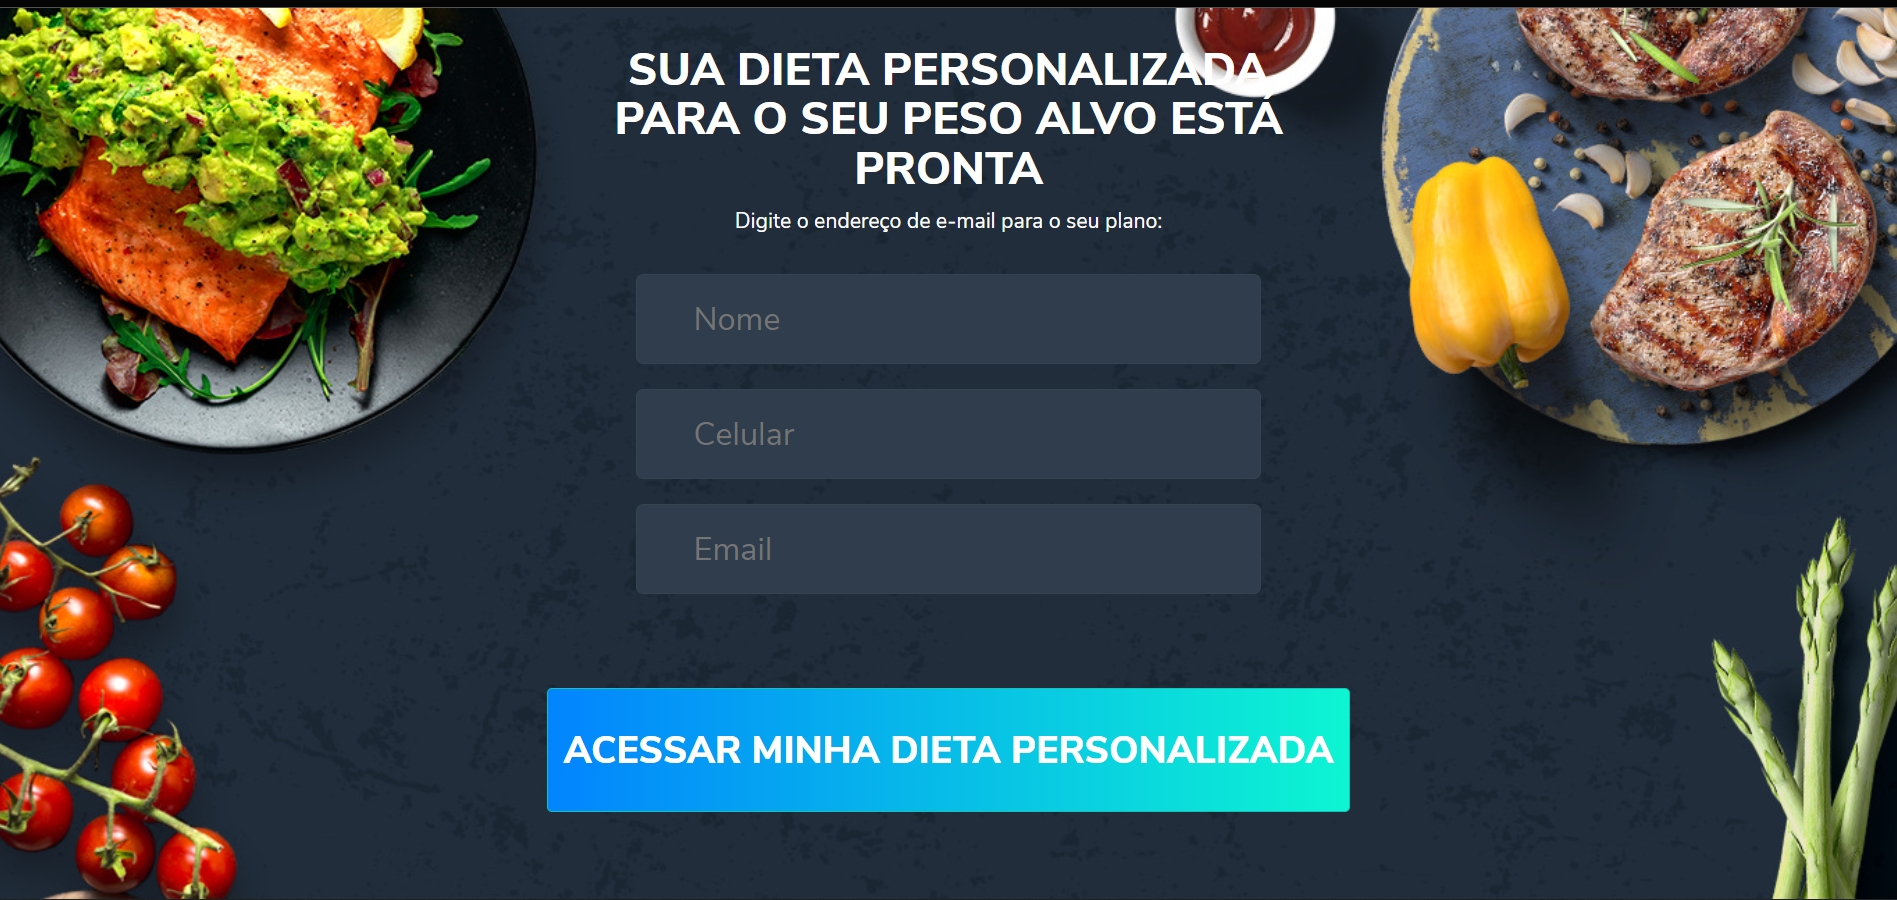 SUA DIETA PERSONALIZADA
PARA O SEU PESO ALVO ESTÁ
PRONTA
Digite o endereço de e-mail para o seu plano:
Nome
Celular
Email
ACESSAR MINHA DIETA PERSONALIZADA